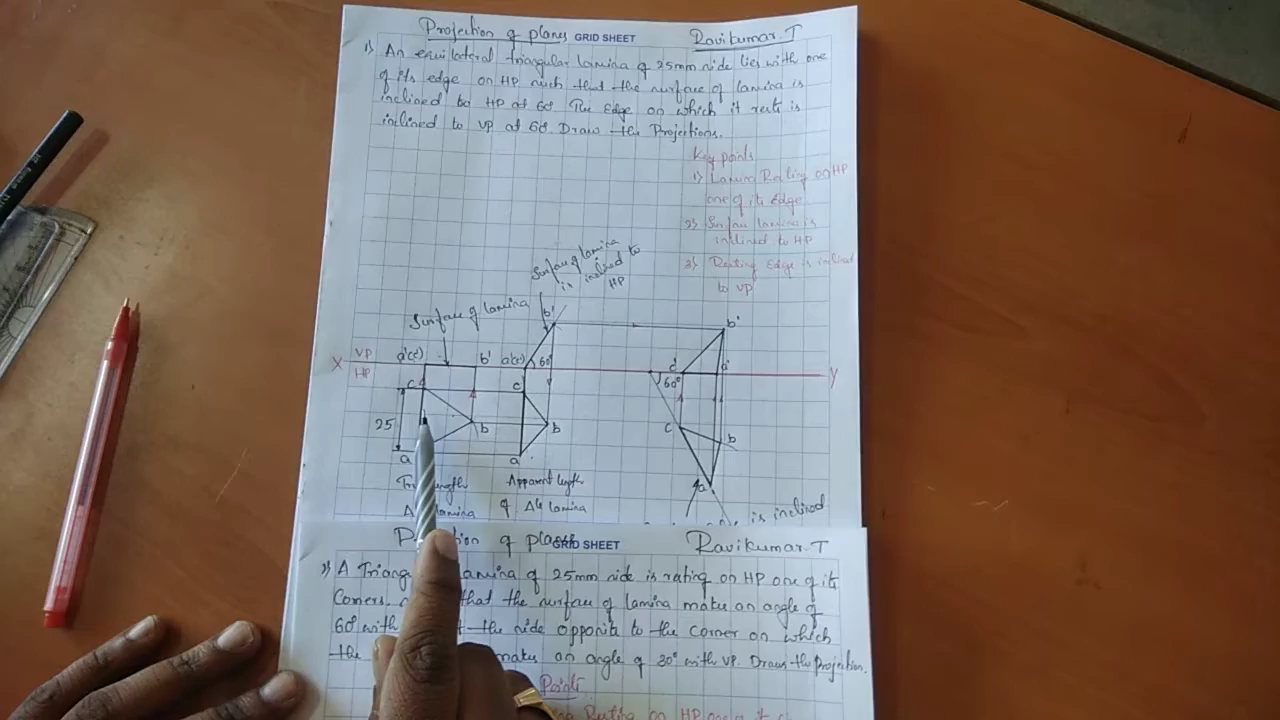 Projection of planes GRID SHEET Ravikumar.T
1) An equilateral triangular lamina of 25mm side lies with one
of its edge on HP such that the surface of lamina is
inclined to HP at 60° The Edge on which it rests is
inclined to VP at 60° Draw the Projections.
Key points
1) Lamina Resting on HP
one of its Edge
2) Surface lamina is
inclined to HP
3) Resting Edge is inclined
to VP
Surface of lamina
is inclined to
HP
Surface of lamina
b' b'
X VP a'(c') b' a'(c') 60° c' a' Y
HP 60°
c c
25 b b c b
a a a
Apparent length
lamina of Δle lamina is inclined
GRID SHEET Ravikumar.T
2) A lamina of 25mm side is resting on HP one of its
Corners that the surface of lamina makes an angle of
60° with the side opposite to the corner on which
the makes an angle of 30° with VP. Draw the projection.
Points
Resting on HP one